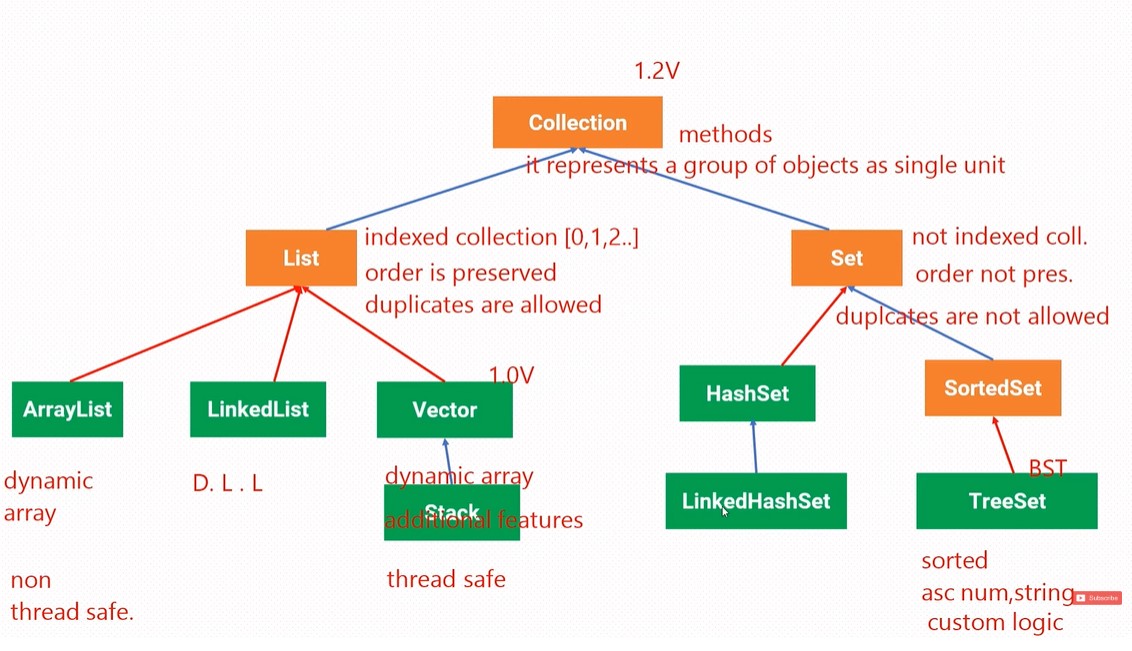 1.2V
Collection
methods
it represents a group of objects as single unit
List
indexed collection [0,1,2..]
order is preserved
duplicates are allowed
Set
not indexed coll.
order not pres.
duplcates are not allowed
1.0V
ArrayList
LinkedList
Vector
HashSet
SortedSet
dynamic
array
D. L . L
dynamic array
Stack
additional features
LinkedHashSet
BST
TreeSet
non
thread safe.
thread safe
sorted
asc num,string
custom logic
Subscribe